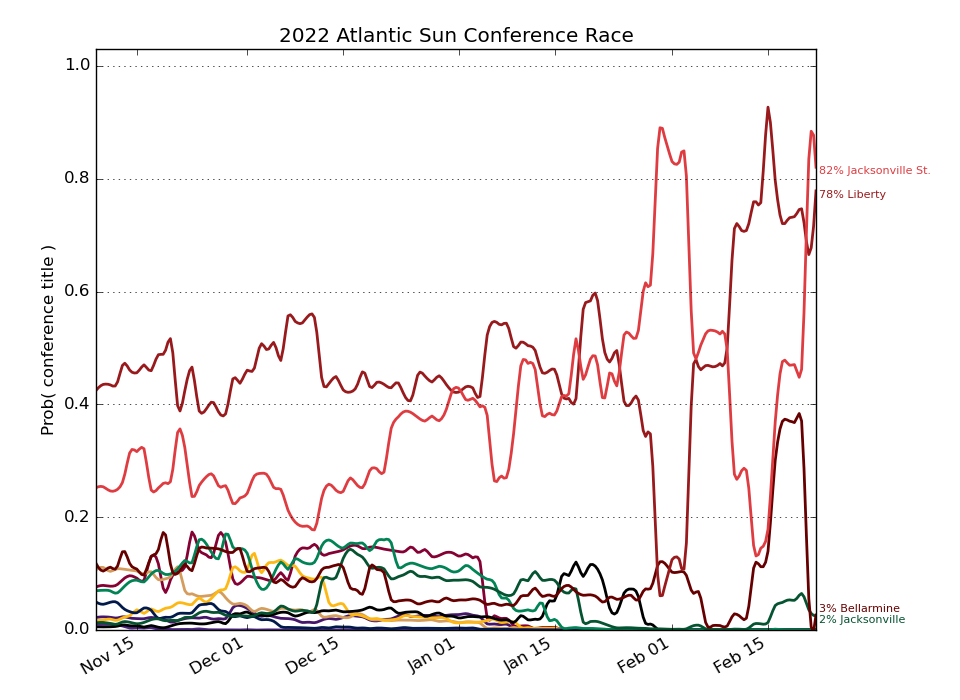 2022 Atlantic Sun Conference Race
Prob( conference title )
1.0
0.8
0.6
0.4
0.2
0.0
82% Jacksonville St.
78% Liberty
3% Bellarmine
2% Jacksonville
Nov 15
Dec 01
Dec 15
Jan 01
Jan 15
Feb 01
Feb 15